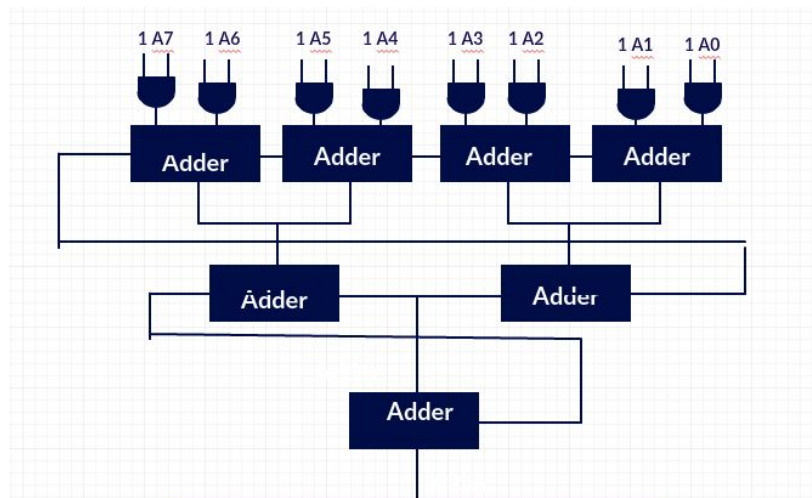 1 A7 1 A6 1 A5 1 A4 1 A3 1 A2 1 A1 1 A0
Adder Adder Adder Adder
Adder Adder
Adder